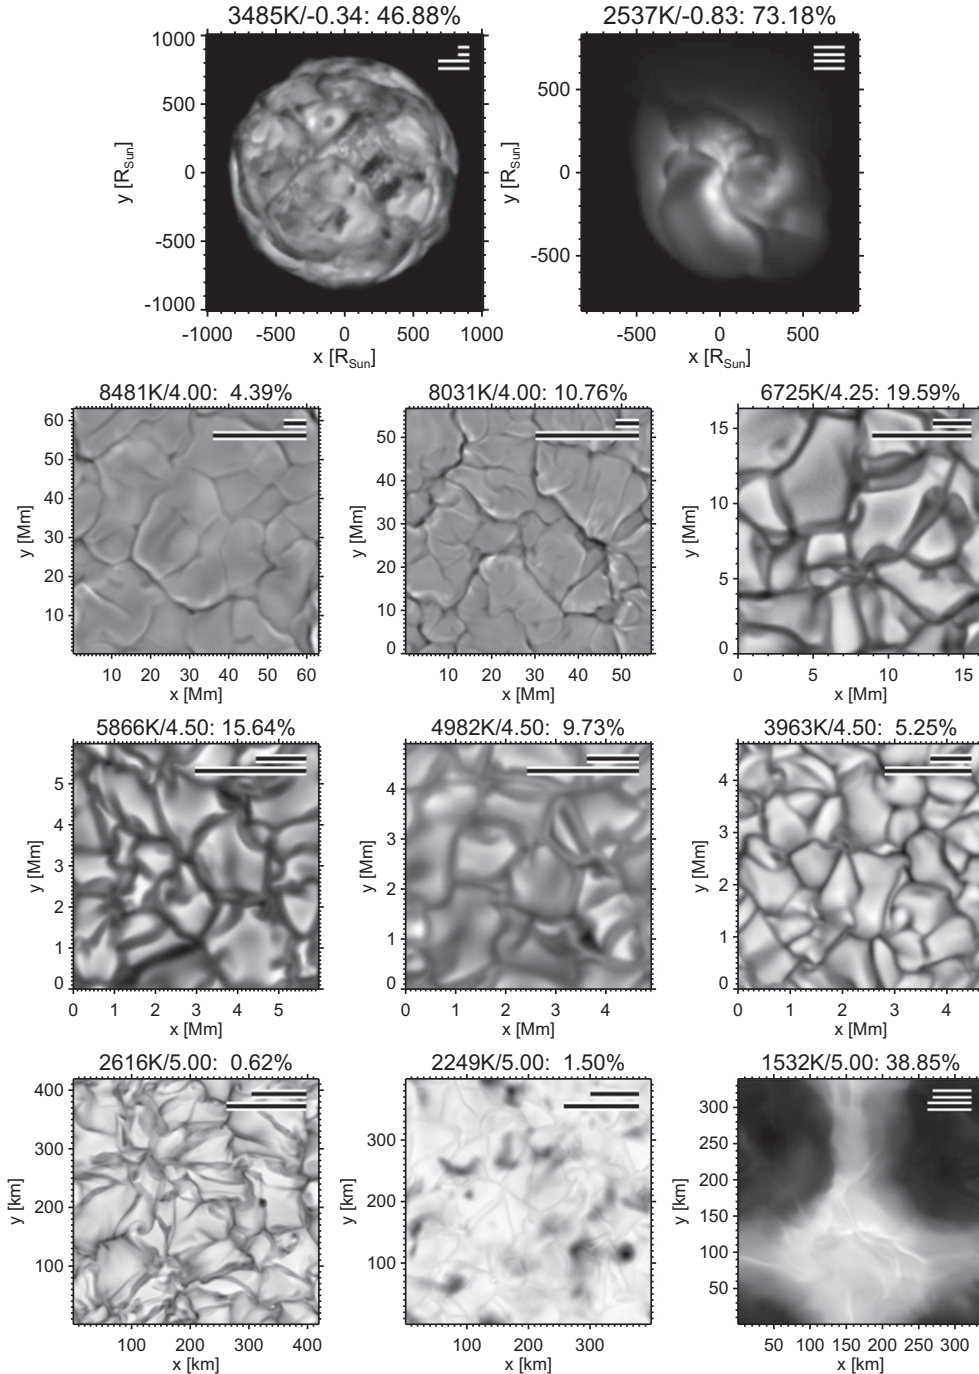 3485K/-0.34: 46.88%
2537K/-0.83: 73.18%
1000
500
0
-500
-1000
y [RSun]
-1000 -500 0 500 1000
x [RSun]
500
0
-500
y [RSun]
-500 0 500
x [RSun]
8481K/4.00: 4.39%
8031K/4.00: 10.76%
6725K/4.25: 19.59%
60
50
40
30
20
10
y [Mm]
10 20 30 40 50 60
x [Mm]
50
40
30
20
10
0
y [Mm]
10 20 30 40 50
x [Mm]
15
10
5
0
y [Mm]
0 5 10 15
x [Mm]
5866K/4.50: 15.64%
4982K/4.50: 9.73%
3963K/4.50: 5.25%
5
4
3
2
1
0
y [Mm]
0 1 2 3 4 5
x [Mm]
4
3
2
1
0
y [Mm]
0 1 2 3 4
x [Mm]
4
3
2
1
0
y [Mm]
0 1 2 3 4
x [Mm]
2616K/5.00: 0.62%
2249K/5.00: 1.50%
1532K/5.00: 38.85%
400
300
200
100
y [km]
100 200 300 400
x [km]
300
200
100
y [km]
100 200 300
x [km]
300
250
200
150
100
50
y [km]
50 100 150 200 250 300
x [km]